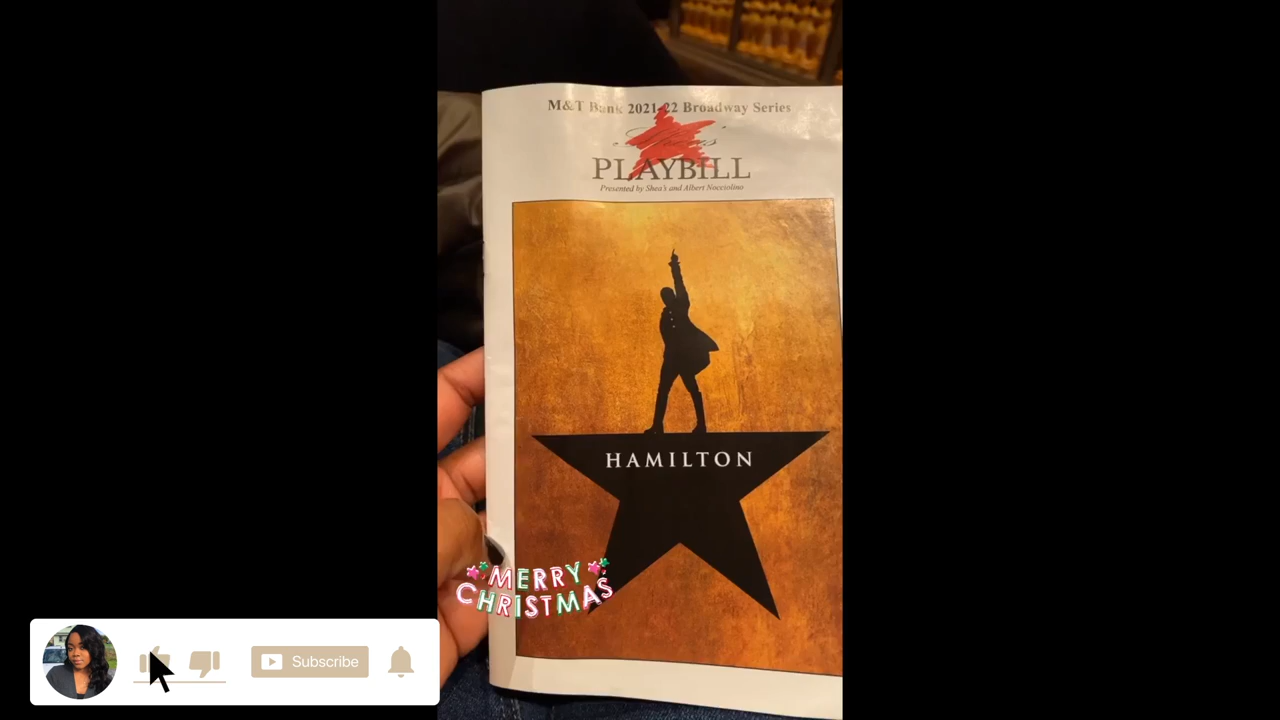 M&T Bank 2021-22 Broadway Series
PLAYBILL
Presented by Shea's and Albert Nocciolino
HAMILTON
MERRY
CHRISTMAS
Subscribe